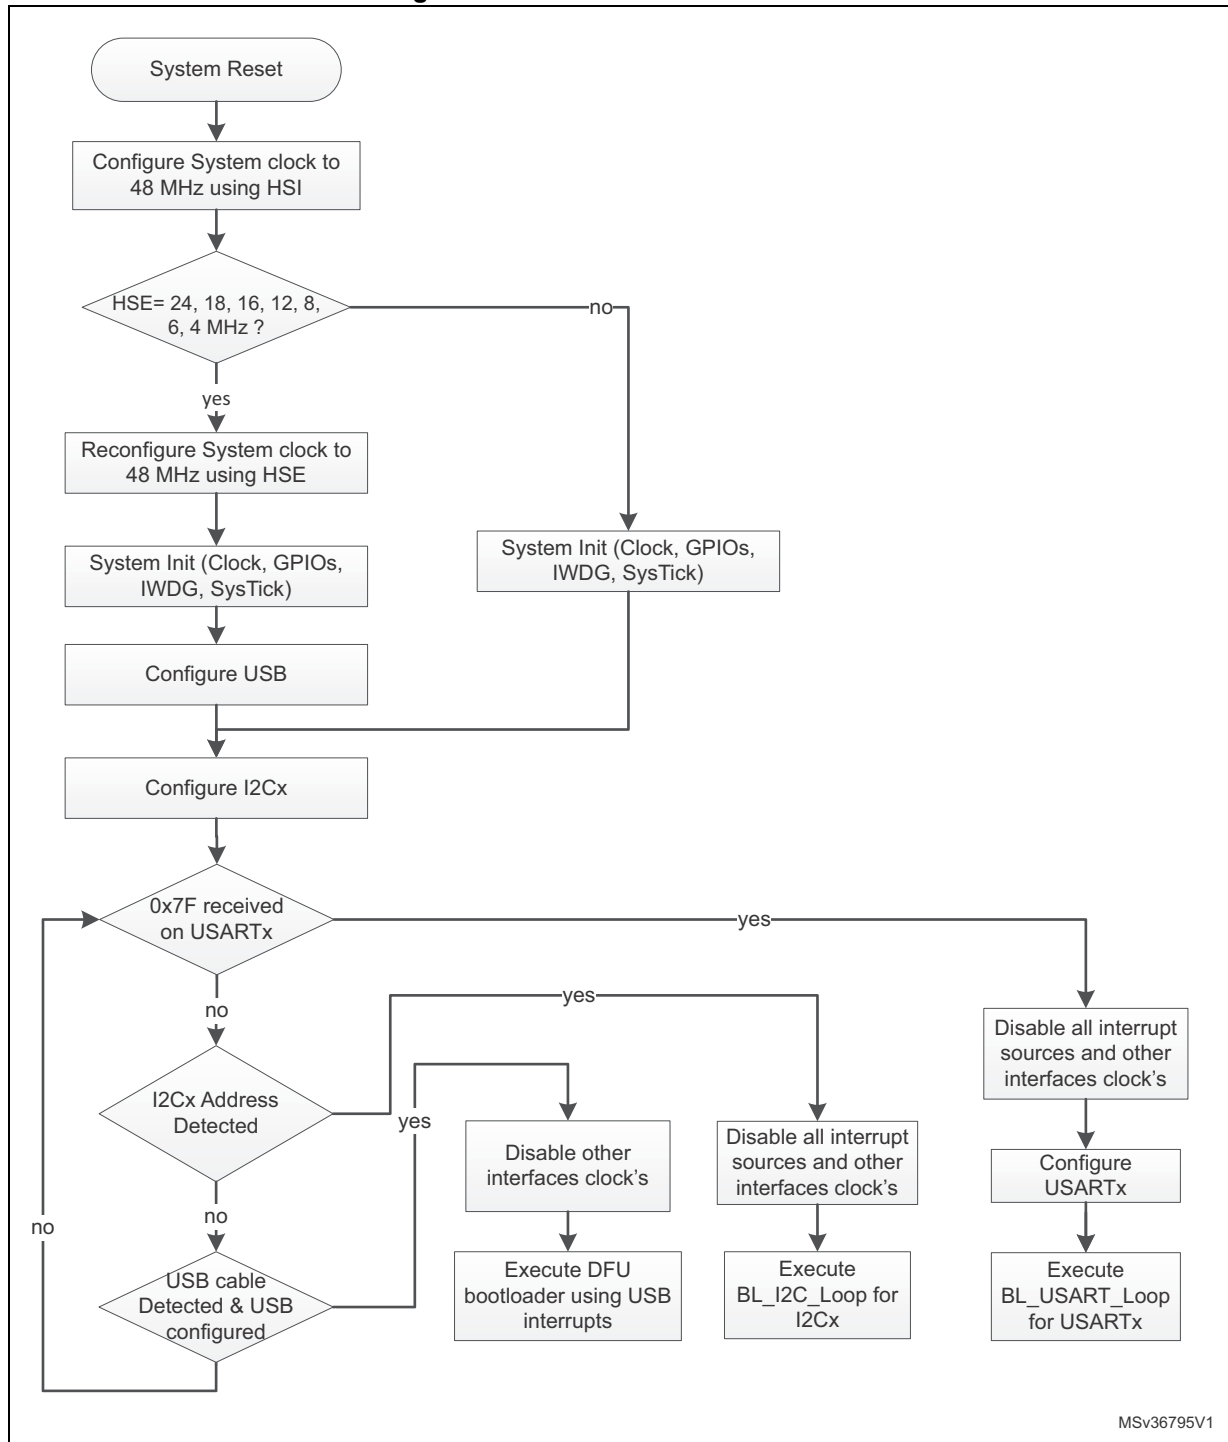 System Reset
Configure System clock to
48 MHz using HSI
HSE= 24, 18, 16, 12, 8,
6, 4 MHz ?
no
yes
Reconfigure System clock to
48 MHz using HSE
System Init (Clock, GPIOs,
IWDG, SysTick)
System Init (Clock, GPIOs,
IWDG, SysTick)
Configure USB
Configure I2Cx
0x7F received
on USARTx
yes
no
yes
Disable all interrupt
sources and other
interfaces clock's
I2Cx Address
Detected
yes
Disable other
interfaces clock's
Disable all interrupt
sources and other
interfaces clock's
Configure
USARTx
no
no
USB cable
Detected & USB
configured
Execute DFU
bootloader using USB
interrupts
Execute
BL_I2C_Loop for
I2Cx
Execute
BL_USART_Loop
for USARTx
MSv36795V1